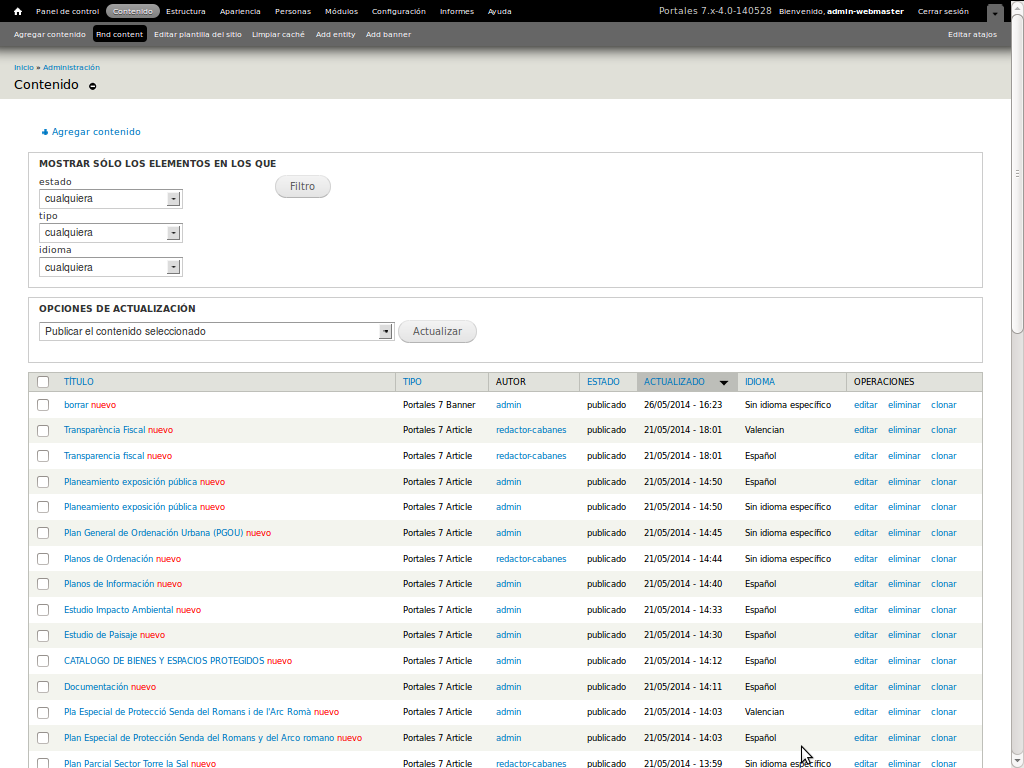 Panel de control Contenido Estructura Apariencia Personas Módulos Configuración Informes Ayuda Portales 7.x-4.0-140528 Bienvenido, admin-webmaster Cerrar sesión
Agregar contenido Find content Editar plantilla del sitio Limpiar caché Add entity Add banner Editar atajos
Inicio » Administración
Contenido
Agregar contenido
MOSTRAR SÓLO LOS ELEMENTOS EN LOS QUE
estado
cualquiera Filtro
tipo
cualquiera
idioma
cualquiera
OPCIONES DE ACTUALIZACIÓN
Publicar el contenido seleccionado Actualizar
TÍTULO TIPO AUTOR ESTADO ACTUALIZADO IDIOMA OPERACIONES
borrar nuevo Portales 7 Banner admin publicado 26/05/2014 - 16:23 Sin idioma específico editar eliminar clonar
Transparència Fiscal nuevo Portales 7 Article redactor-cabanes publicado 21/05/2014 - 18:01 Valencian editar eliminar clonar
Transparencia fiscal nuevo Portales 7 Article redactor-cabanes publicado 21/05/2014 - 18:01 Español editar eliminar clonar
Planeamiento exposición pública nuevo Portales 7 Article admin publicado 21/05/2014 - 14:50 Español editar eliminar clonar
Planeamiento exposición pública nuevo Portales 7 Article admin publicado 21/05/2014 - 14:50 Sin idioma específico editar eliminar clonar
Plan General de Ordenación Urbana (PGOU) nuevo Portales 7 Article admin publicado 21/05/2014 - 14:45 Sin idioma específico editar eliminar clonar
Planos de Ordenación nuevo Portales 7 Article redactor-cabanes publicado 21/05/2014 - 14:44 Sin idioma específico editar eliminar clonar
Planos de Información nuevo Portales 7 Article admin publicado 21/05/2014 - 14:40 Español editar eliminar clonar
Estudio Impacto Ambiental nuevo Portales 7 Article admin publicado 21/05/2014 - 14:33 Español editar eliminar clonar
Estudio de Paisaje nuevo Portales 7 Article admin publicado 21/05/2014 - 14:30 Español editar eliminar clonar
CATALOGO DE BIENES Y ESPACIOS PROTEGIDOS nuevo Portales 7 Article admin publicado 21/05/2014 - 14:12 Español editar eliminar clonar
Documentación nuevo Portales 7 Article admin publicado 21/05/2014 - 14:11 Español editar eliminar clonar
Pla Especial de Protecció Senda del Romans i de l'Arc Romà nuevo Portales 7 Article admin publicado 21/05/2014 - 14:03 Valencian editar eliminar clonar
Plan Especial de Protección Senda del Romans y del Arco romano nuevo Portales 7 Article admin publicado 21/05/2014 - 14:03 Español editar eliminar clonar
Plan Parcial Sector Torre la Sal nuevo Portales 7 Article redactor-cabanes publicado 21/05/2014 - 13:59 Sin idioma específico editar eliminar clonar